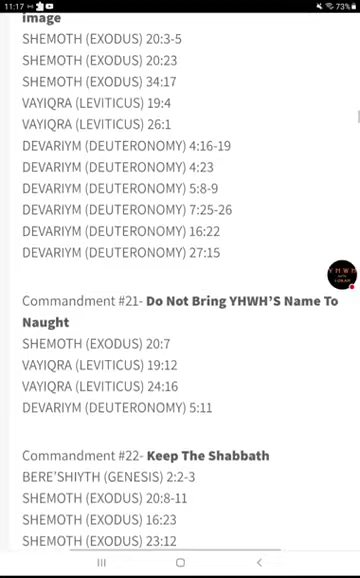 11:17
73%
image
SHEMOTH (EXODUS) 20:3-5
SHEMOTH (EXODUS) 20:23
SHEMOTH (EXODUS) 34:17
VAYIQRA (LEVITICUS) 19:4
VAYIQRA (LEVITICUS) 26:1
DEVARIYM (DEUTERONOMY) 4:16-19
DEVARIYM (DEUTERONOMY) 4:23
DEVARIYM (DEUTERONOMY) 5:8-9
DEVARIYM (DEUTERONOMY) 7:25-26
DEVARIYM (DEUTERONOMY) 16:22
DEVARIYM (DEUTERONOMY) 27:15
Commandment #21- Do Not Bring YHWH’S Name To
Naught
SHEMOTH (EXODUS) 20:7
VAYIQRA (LEVITICUS) 19:12
VAYIQRA (LEVITICUS) 24:16
DEVARIYM (DEUTERONOMY) 5:11
Commandment #22- Keep The Shabbath
BERE’SHIYTH (GENESIS) 2:2-3
SHEMOTH (EXODUS) 20:8-11
SHEMOTH (EXODUS) 16:23
SHEMOTH (EXODUS) 23:12